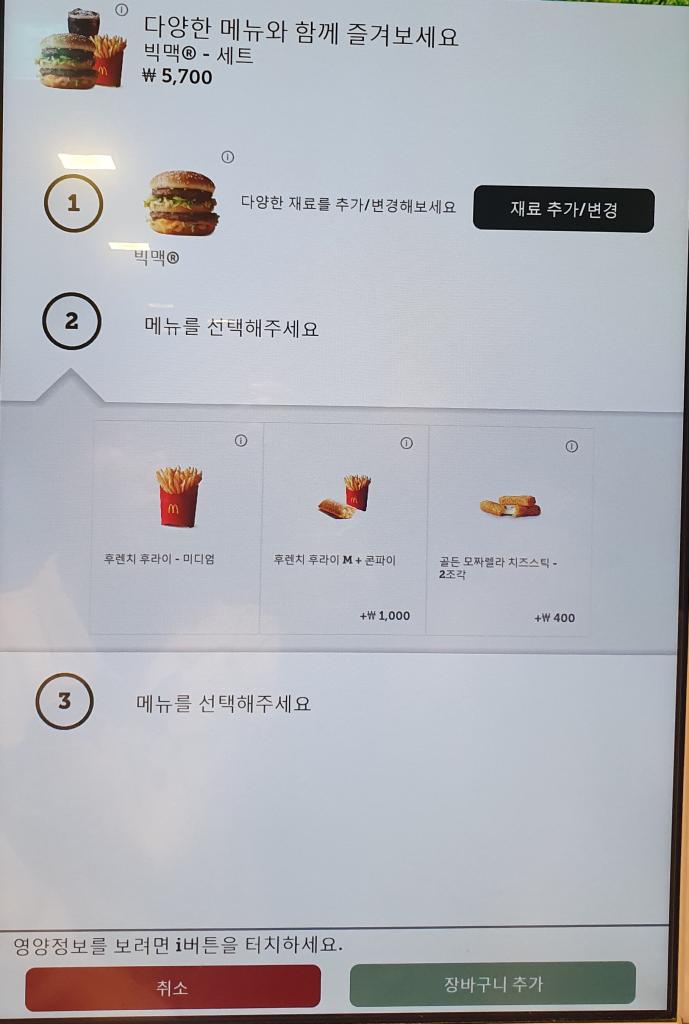 다양한 메뉴와 함께 즐겨보세요
빅맥® - 세트
₩ 5,700
1
다양한 재료를 추가/변경해보세요
재료 추가/변경
빅맥®
2
메뉴를 선택해주세요
후렌치 후라이 - 미디엄
후렌치 후라이 M + 콘파이
+₩ 1,000
골든 모짜렐라 치즈스틱 -
2조각
+₩ 400
3
메뉴를 선택해주세요
영양정보를 보려면 i버튼을 터치하세요.
취소
장바구니 추가